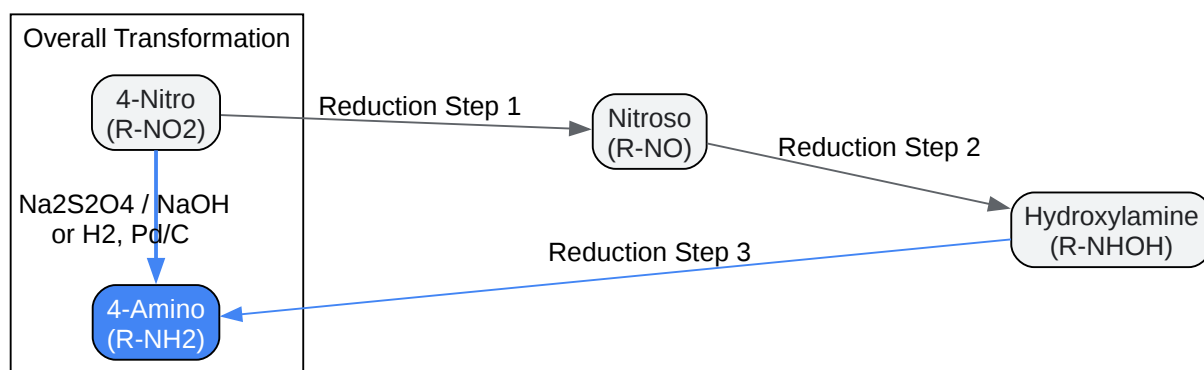 Overall Transformation
4-Nitro
(R-NO2)
Reduction Step 1
Nitroso
(R-NO)
Reduction Step 2
Hydroxylamine
(R-NHOH)
Na2S2O4 / NaOH
or H2, Pd/C
Reduction Step 3
4-Amino
(R-NH2)